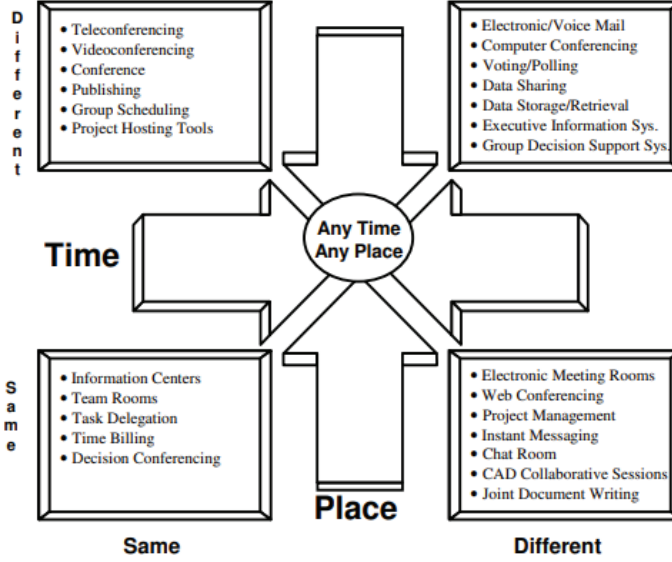 Different
• Teleconferencing
• Videoconferencing
• Conference
• Publishing
• Group Scheduling
• Project Hosting Tools
• Electronic/Voice Mail
• Computer Conferencing
• Voting/Polling
• Data Sharing
• Data Storage/Retrieval
• Executive Information Sys.
• Group Decision Support Sys.
Time
Any Time
Any Place
Same
• Information Centers
• Team Rooms
• Task Delegation
• Time Billing
• Decision Conferencing
• Electronic Meeting Rooms
• Web Conferencing
• Project Management
• Instant Messaging
• Chat Room
• CAD Collaborative Sessions
• Joint Document Writing
Place
Same
Different